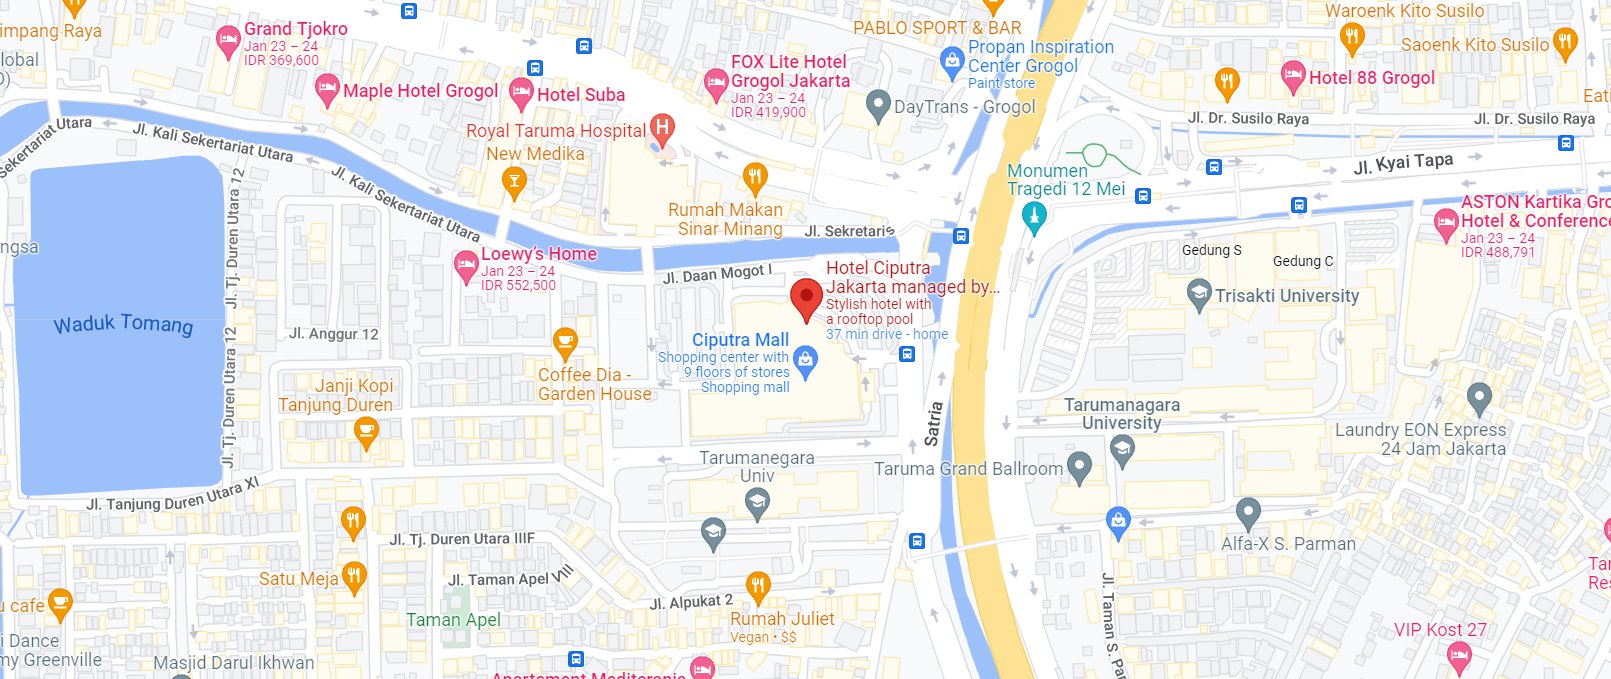 impang Raya
Grand Tjokro
Jan 23 – 24
IDR 369,600
lobal
Maple Hotel Grogol
Hotel Suba
FOX Lite Hotel
Grogol Jakarta
Jan 23 – 24
IDR 419,900
PABLO SPORT & BAR
Propan Inspiration
Center Grogol
Paint store
DayTrans - Grogol
Waroenk Kito Susilo
Saoenk Kito Susilo
Hotel 88 Grogol
Eati
Jl. Dr. Susilo Raya
Jl. Dr. Susilo Raya
Sekertariat Utara
Jl. Kali Sekertariat Utara
Jl. Kali Sekertariat Utara
Royal Taruma Hospital
H
New Medika
Rumah Makan
Sinar Minang
Jl. Sekretaris
Monumen
Tragedi 12 Mei
Jl. Kyai Tapa
ASTON Kartika Gro
Hotel & Conference
Jan 23 – 24
IDR 488,791
Gedung S
Gedung C
Trisakti University
ngsa
Jl. Tj. Duren Utara 12
Loewy's Home
Jan 23 – 24
IDR 552,500
Jl. Daan Mogot I
Hotel Ciputra
Jakarta managed by...
Stylish hotel with
a rooftop pool
37 min drive - home
Waduk Tomang
Jl. Anggur 12
Jl. Tj. Duren Utara 12
Ciputra Mall
Shopping center with
9 floors of stores
Shopping mall
Coffee Dia -
Garden House
Janji Kopi
Tanjung Duren
Satria
Tarumanagara
University
Laundry EON Express
24 Jam Jakarta
Tarumanegara
Univ
Taruma Grand Ballroom
Jl. Tanjung Duren Utara XI
Jl. Tj. Duren Utara IIIF
Alfa-X S. Parman
Satu Meja
Jl. Taman Apel VIII
Jl. Alpukat 2
Taman Apel
Rumah Juliet
Vegan • $$
Jl. Taman S. Par
Tar
Res
u cafe
i Dance
my Greenville
Masjid Darul Ikhwan
Apartement Mediterania
VIP Kost 27